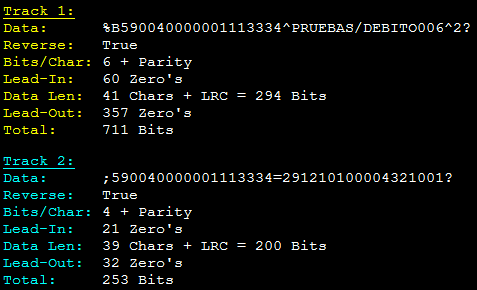 Track 1:
Data: %B590040000001113334^PRUEBAS/DEBITO006^2?
Reverse: True
Bits/Char: 6 + Parity
Lead-In: 60 Zero's
Data Len: 41 Chars + LRC = 294 Bits
Lead-Out: 357 Zero's
Total: 711 Bits
Track 2:
Data: ;590040000001113334=291210100004321001?
Reverse: True
Bits/Char: 4 + Parity
Lead-In: 21 Zero's
Data Len: 39 Chars + LRC = 200 Bits
Lead-Out: 32 Zero's
Total: 253 Bits